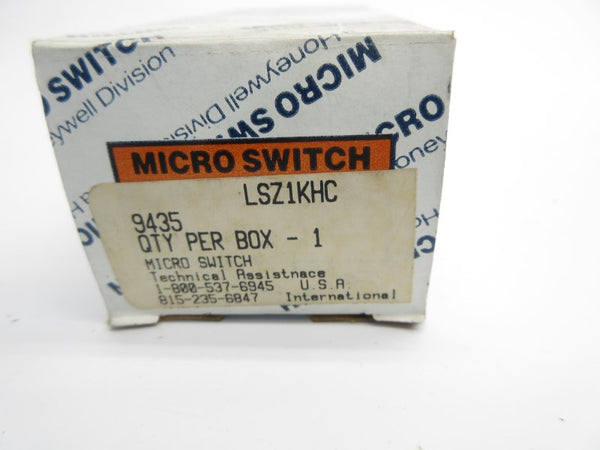 MICRO SWITCH
Honeywell Division
MICRO SWITCH
LSZ1KHC
9435
QTY PER BOX - 1
MICRO SWITCH
Technical Assistnace
1-800-537-6945 U.S.A.
815-235-6847 International